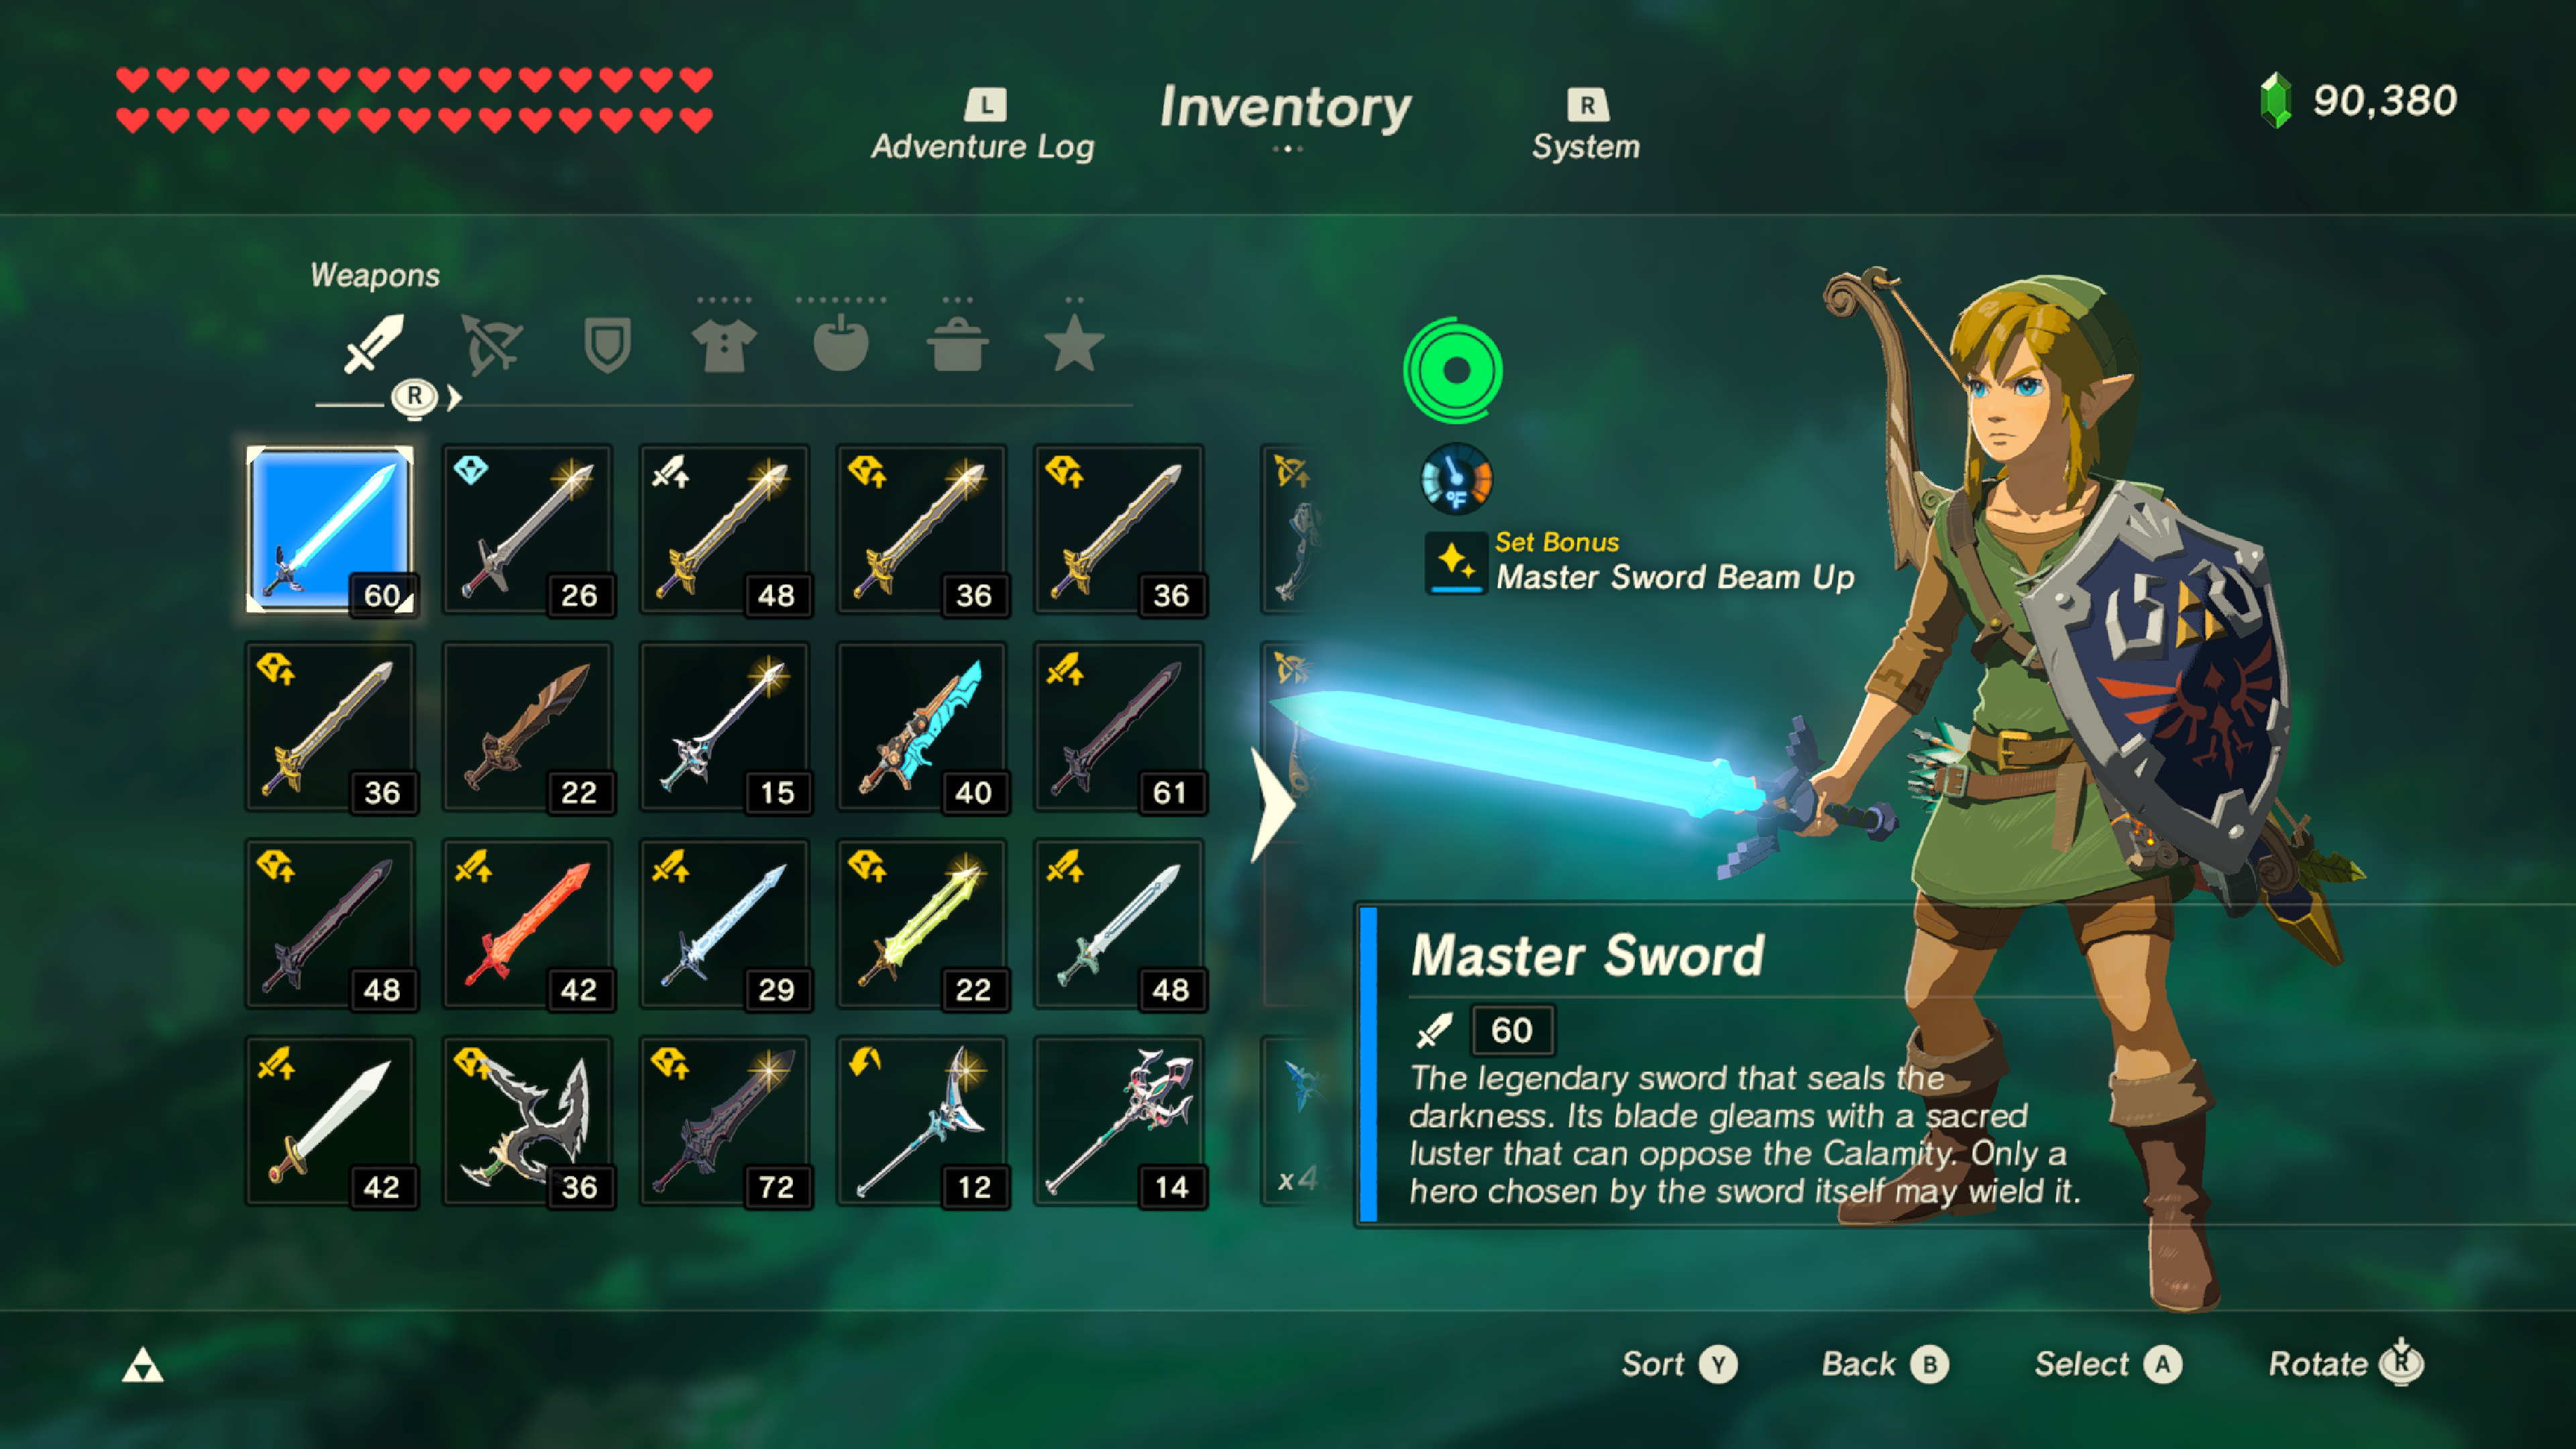 L
Adventure Log
Inventory
R
System
90,380
Weapons
R
60
26
48
36
36
36
22
15
40
61
48
42
29
22
48
42
36
72
12
14
x4
°F
Set Bonus
Master Sword Beam Up
Master Sword
60
The legendary sword that seals the
darkness. Its blade gleams with a sacred
luster that can oppose the Calamity. Only a
hero chosen by the sword itself may wield it.
Sort Y
Back B
Select A
Rotate R